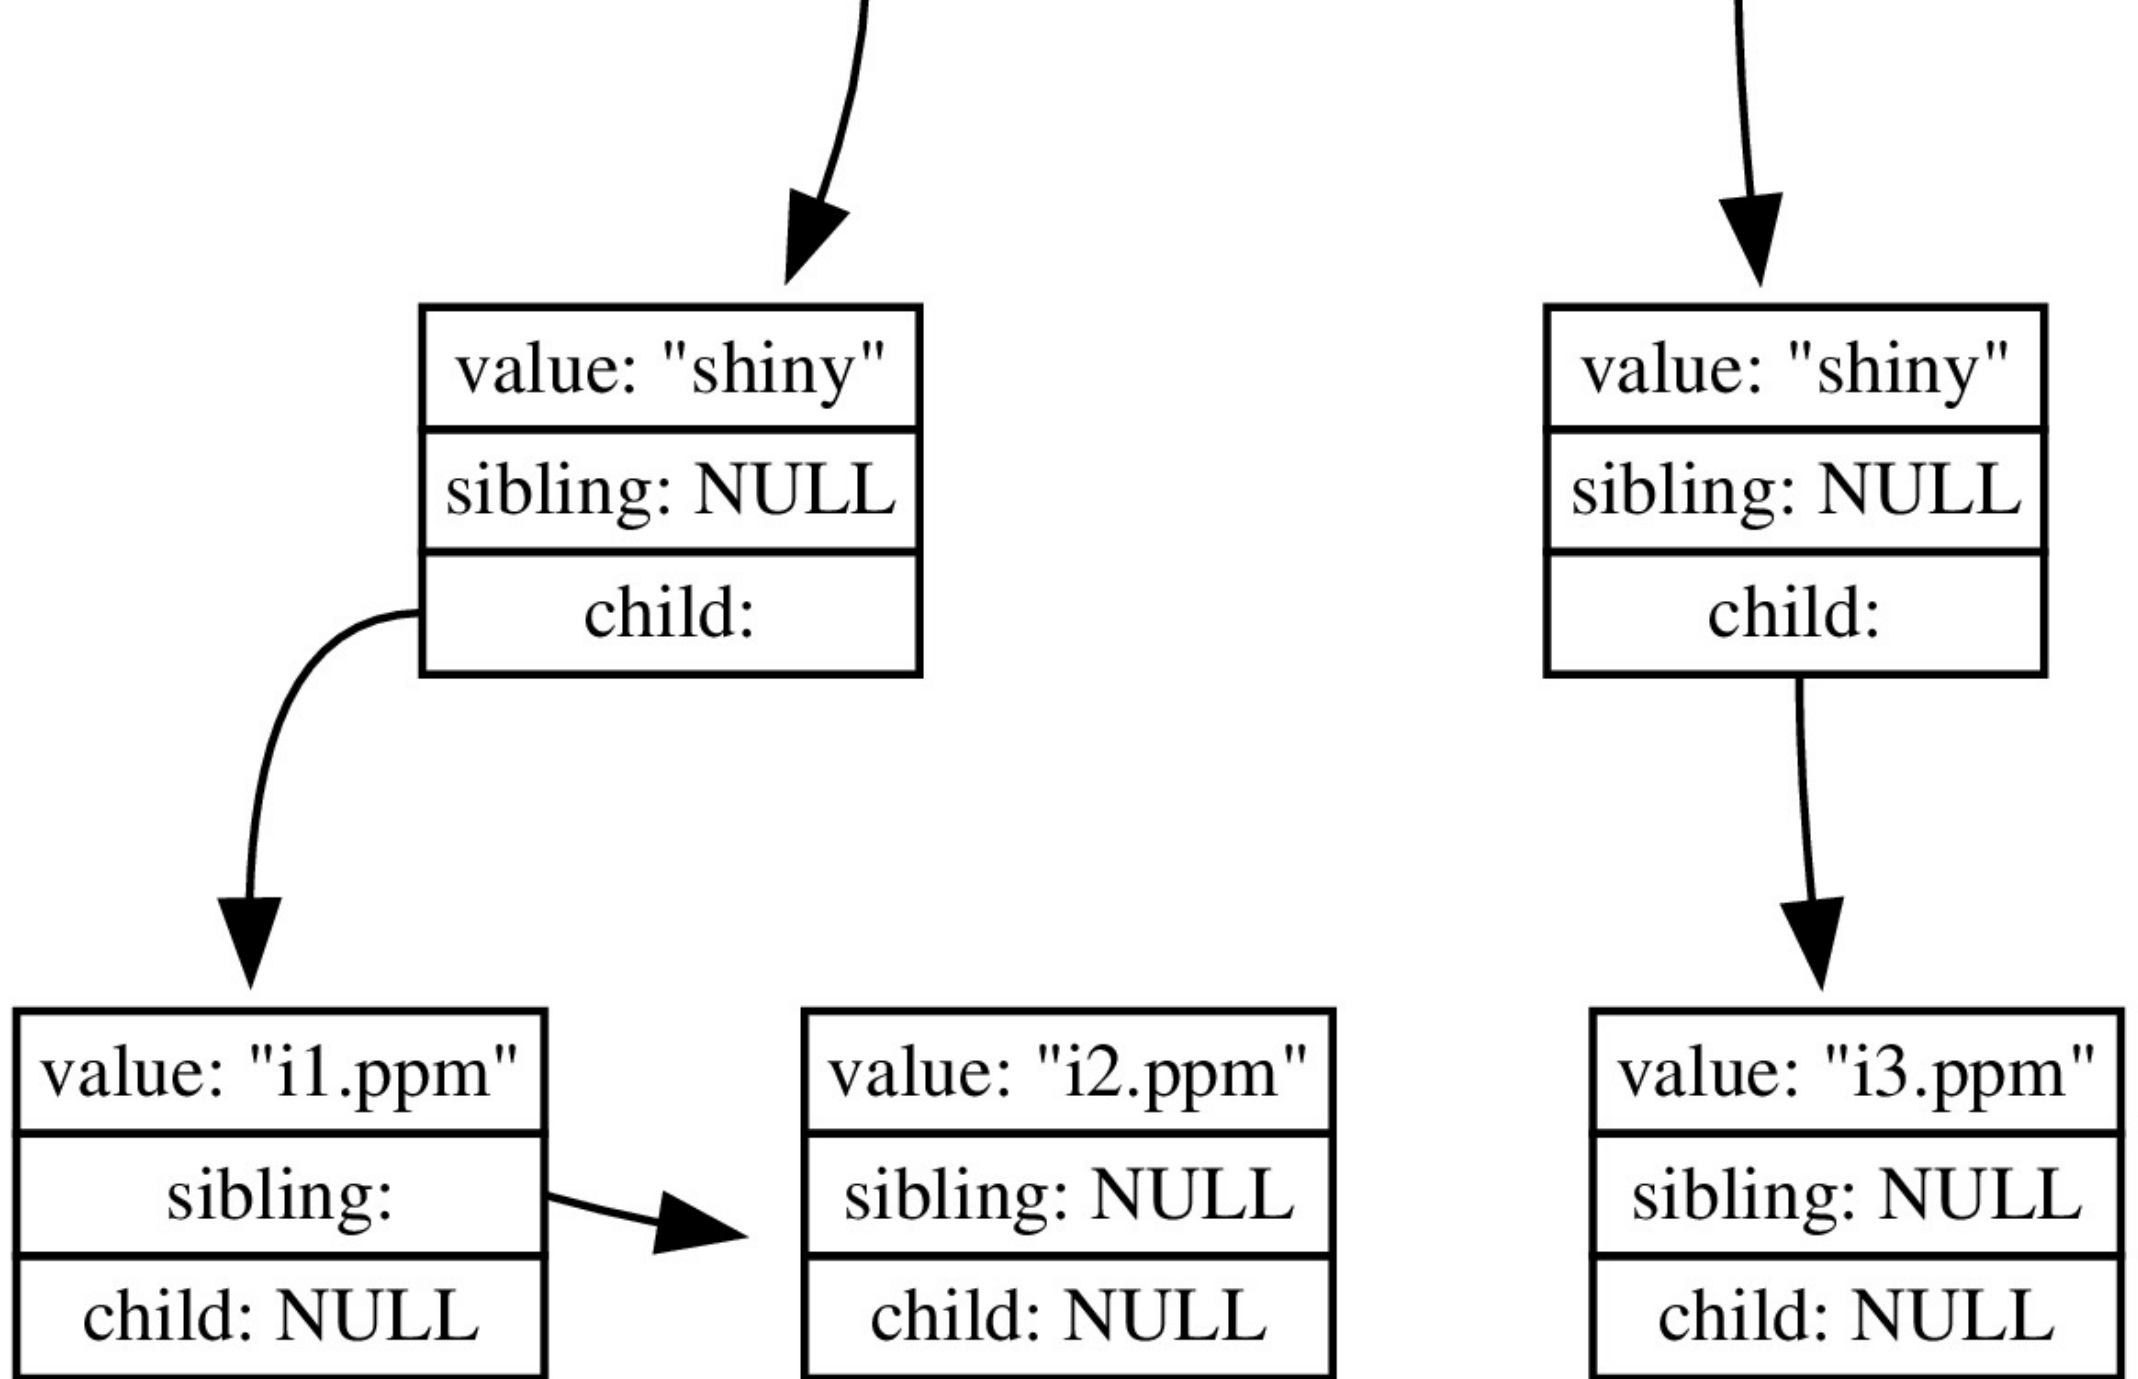 value: "shiny"
sibling: NULL
child:
value: "shiny"
sibling: NULL
child:
value: "i1.ppm"
sibling:
child: NULL
value: "i2.ppm"
sibling: NULL
child: NULL
value: "i3.ppm"
sibling: NULL
child: NULL